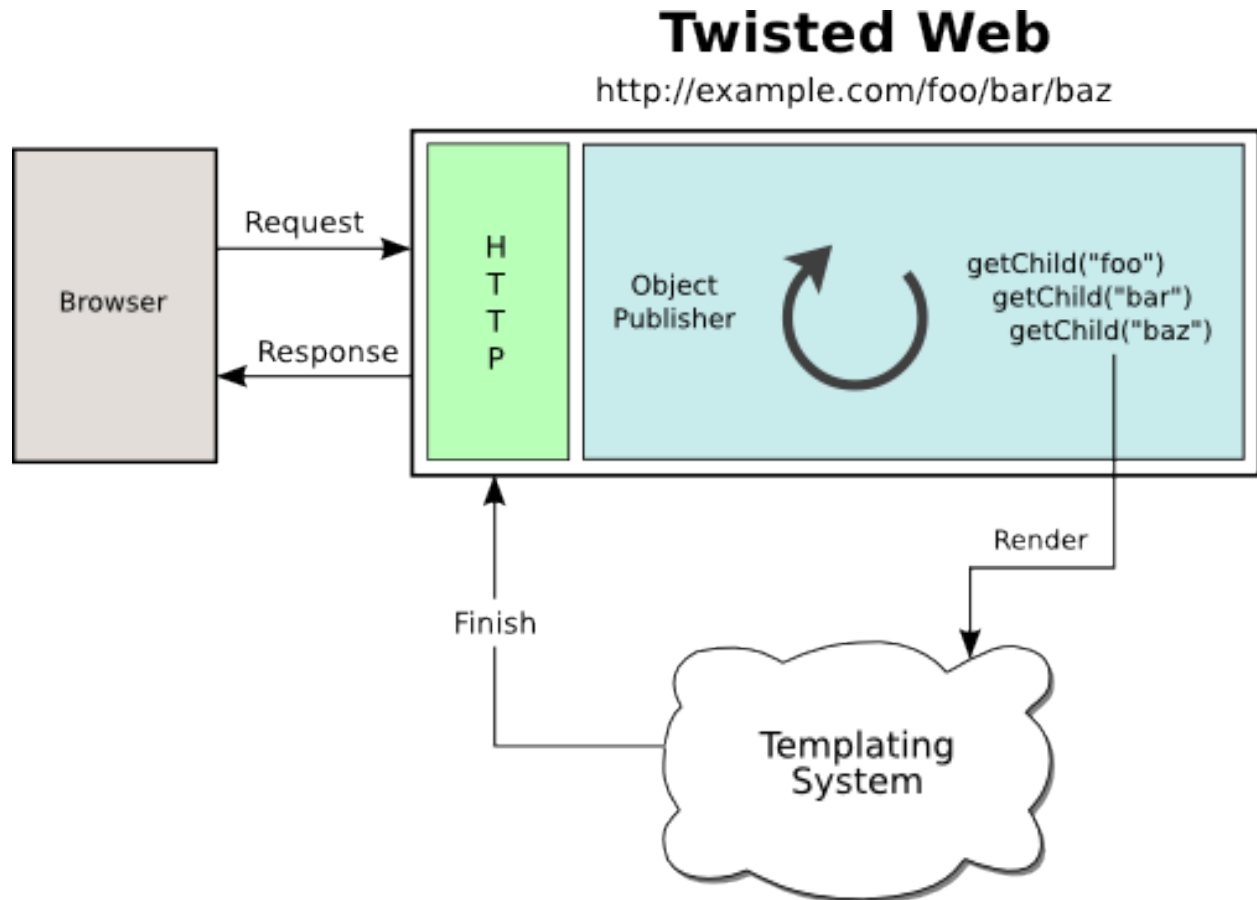 Twisted Web
http://example.com/foo/bar/baz
Browser
Request
Response
H
T
T
P
Object
Publisher
getChild("foo")
getChild("bar")
getChild("baz")
Render
Finish
Templating
System